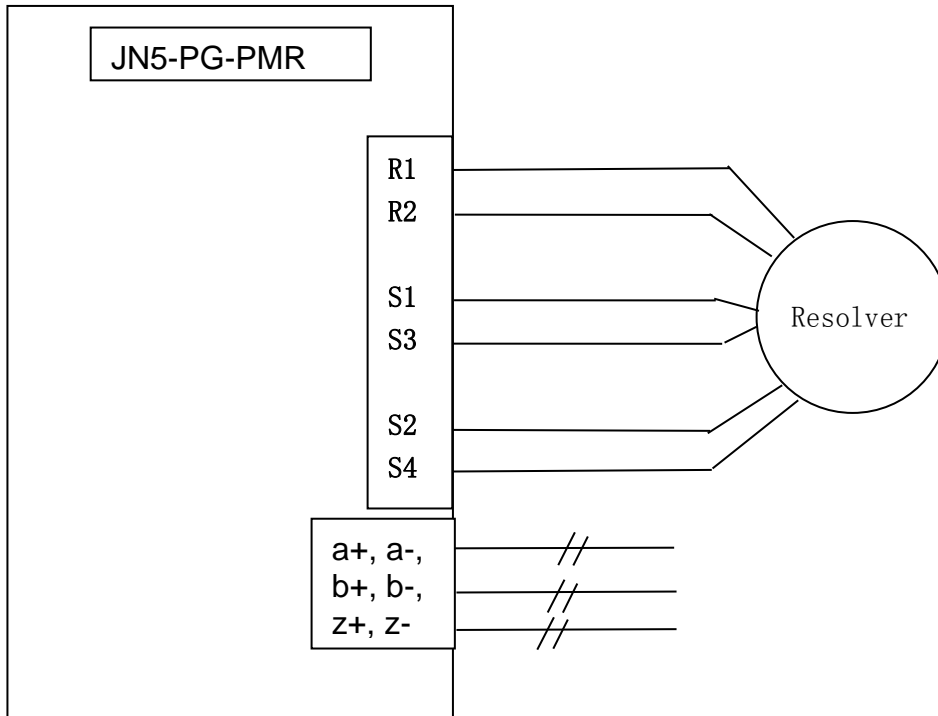 JN5-PG-PMR
R1
R2
S1
S3
Resolver
S2
S4
a+, a-,
b+, b-,
z+, z-